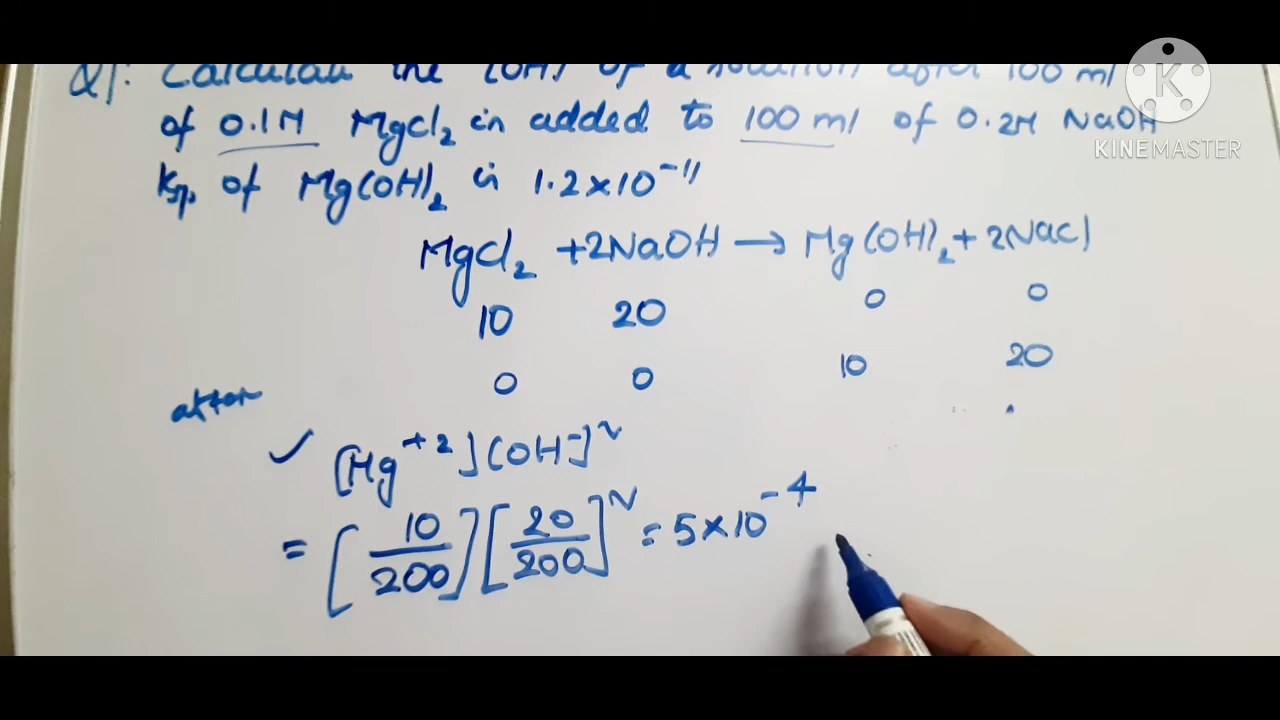 Q1: Calculate the [OH] of a solution after 100 ml
of 0.1M MgCl2 is added to 100 ml of 0.2M NaOH
Ksp of Mg(OH)2 is 1.2×10^-11
MgCl2 + 2NaOH → Mg(OH)2 + 2NaCl
10 20 0 0
after 0 0 10 20
✓ [Mg^+2][OH^-]^2
= [10/200][20/200]^2 = 5×10^-4
K
KINEMASTER